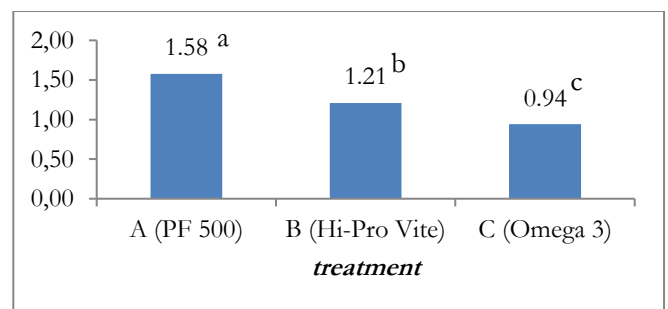 2,00
1.58 a
1,50
1.21 b
1,00
0.94 c
0,50
0,00
A (PF 500) B (Hi-Pro Vite) C (Omega 3)
treatment